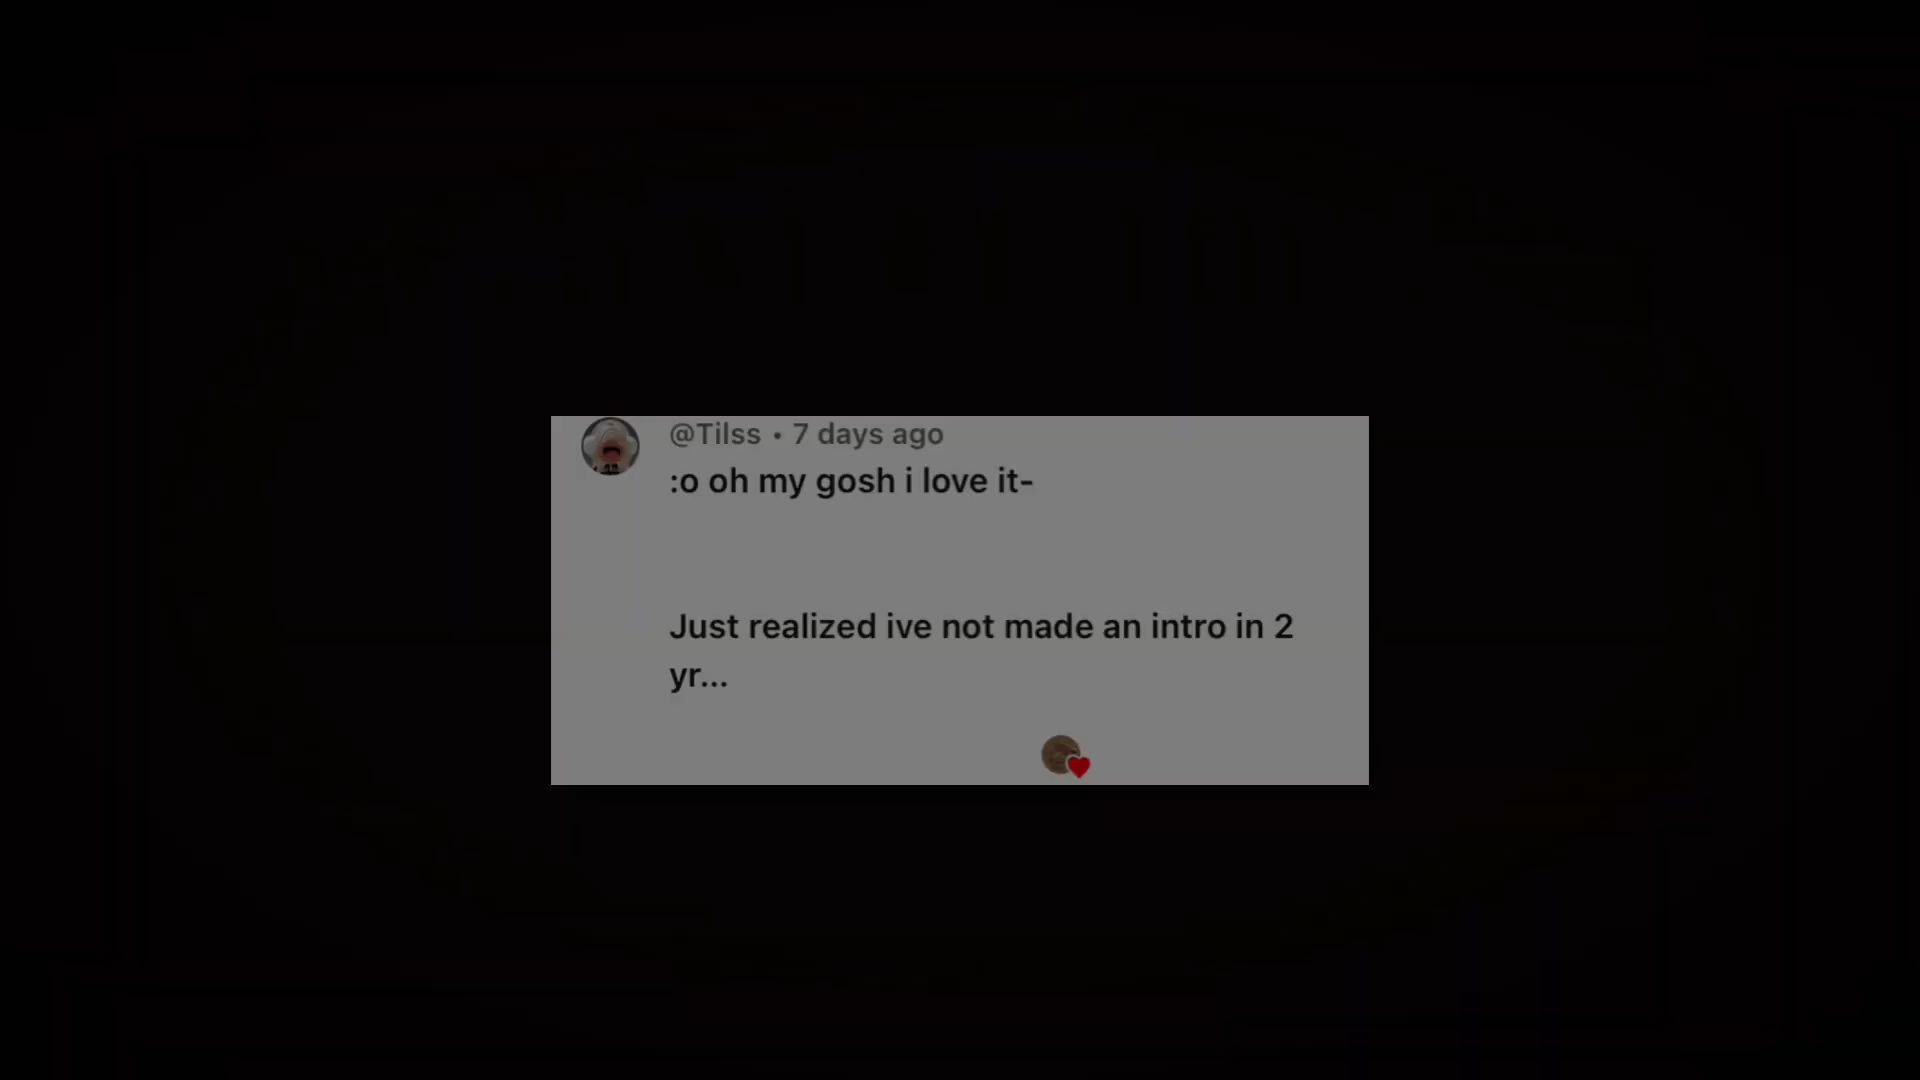 @Tilss • 7 days ago
:o oh my gosh i love it-
Just realized ive not made an intro in 2
yr...